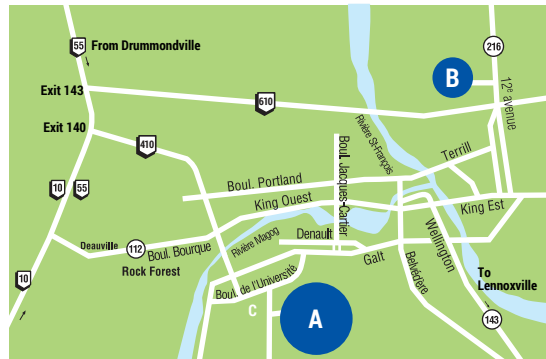 55
From Drummondville
216
Exit 143
B
610
12e avenue
Exit 140
410
Rivière St-François
Boul. Jacques-Cartier
Terrill
10
55
Boul. Portland
King Ouest
King Est
Deauville
112
Boul. Bourque
Rock Forest
Rivière Magog
Denault
Galt
Belvédère
Wellington
To
Lennoxville
10
Boul. de l'Université
C
A
143